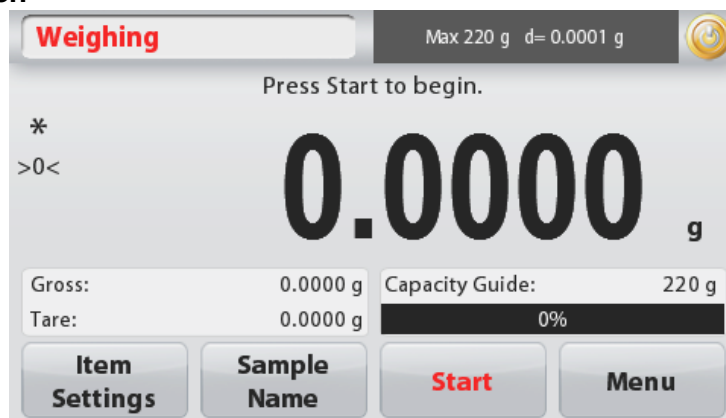 Weighing
Max 220 g d= 0.0001 g
Press Start to begin.
*
>0<
0.0000 g
Gross: 0.0000 g
Tare: 0.0000 g
Capacity Guide: 220 g
0%
Item
Settings
Sample
Name
Start
Menu